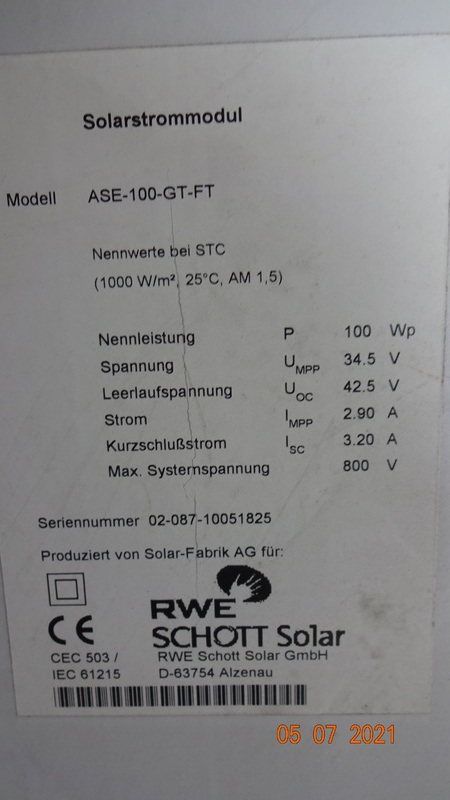 Solarstrommodul
Modell ASE-100-GT-FT
Nennwerte bei STC
(1000 W/m², 25°C, AM 1,5)
Nennleistung P 100 Wp
Spannung UMPP 34.5 V
Leerlaufspannung UOC 42.5 V
Strom IMPP 2.90 A
Kurzschlußstrom ISC 3.20 A
Max. Systemspannung 800 V
Seriennummer 02-087-10051825
Produziert von Solar-Fabrik AG für:
RWE
SCHOTT Solar
CE
CEC 503 / RWE Schott Solar GmbH
IEC 61215 D-63754 Alzenau
05 07 2021